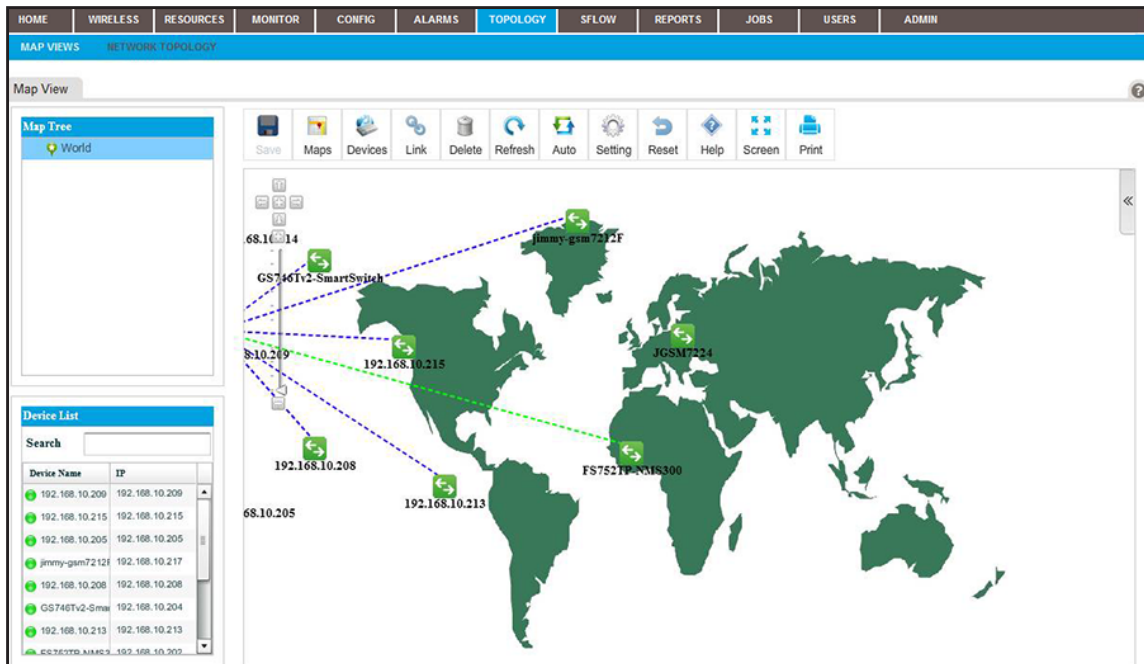 HOME WIRELESS RESOURCES MONITOR CONFIG ALARMS TOPOLOGY SFLOW REPORTS JOBS USERS ADMIN
MAP VIEWS NETWORK TOPOLOGY
Map View
Map Tree
World
Save Maps Devices Link Delete Refresh Auto Setting Reset Help Screen Print
jimmy-gsm7212F
GS746Tv2-SmartSwitch
JGSM7224
192.168.10.215
192.168.10.208
FS752TP-NMS300
192.168.10.213
68.10.205
Device List
Search
Device Name IP
192.168.10.209 192.168.10.209
192.168.10.215 192.168.10.215
192.168.10.205 192.168.10.205
jimmy-gsm7212F 192.168.10.217
192.168.10.208 192.168.10.208
GS746Tv2-Smar 192.168.10.204
192.168.10.213 192.168.10.213
FS752TP-NMS3 192.168.10.202